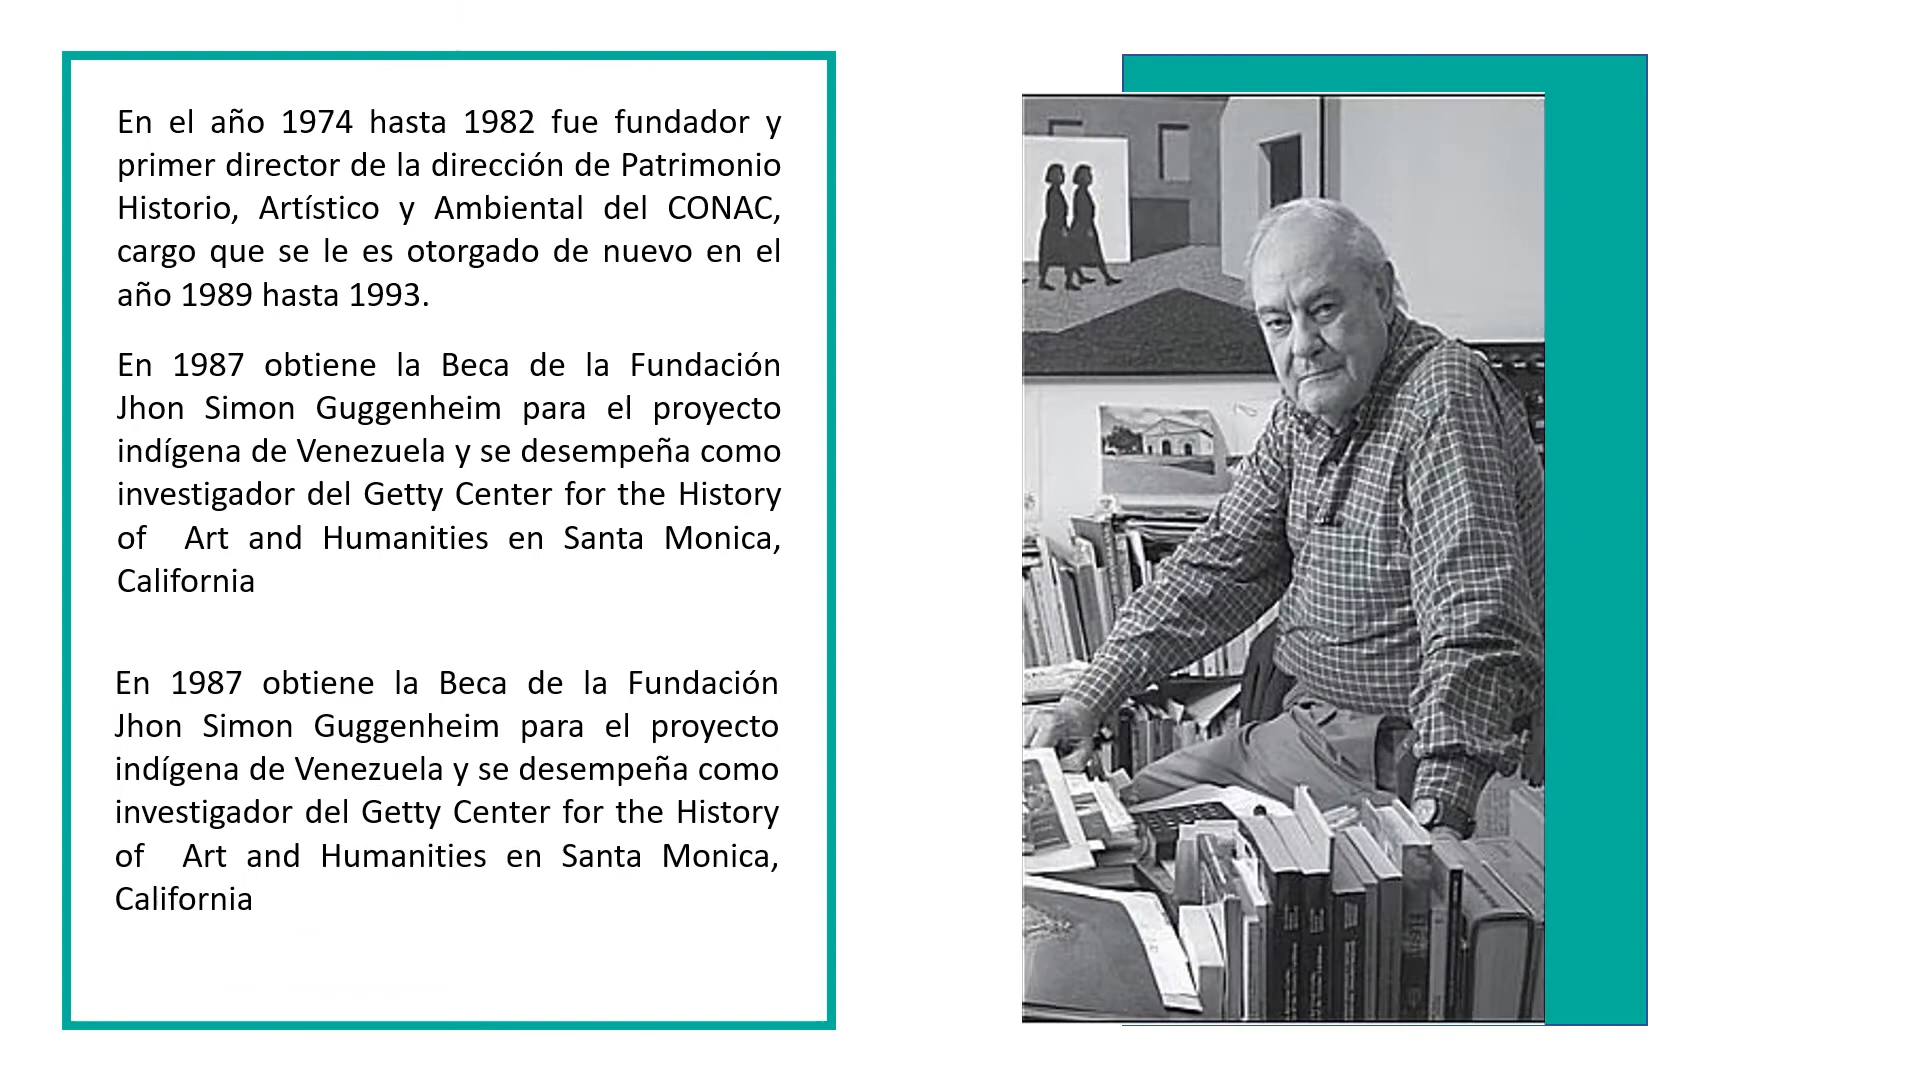 En el año 1974 hasta 1982 fue fundador y
primer director de la dirección de Patrimonio
Historio, Artístico y Ambiental del CONAC,
cargo que se le es otorgado de nuevo en el
año 1989 hasta 1993.
En 1987 obtiene la Beca de la Fundación
Jhon Simon Guggenheim para el proyecto
indígena de Venezuela y se desempeña como
investigador del Getty Center for the History
of Art and Humanities en Santa Monica,
California
En 1987 obtiene la Beca de la Fundación
Jhon Simon Guggenheim para el proyecto
indígena de Venezuela y se desempeña como
investigador del Getty Center for the History
of Art and Humanities en Santa Monica,
California